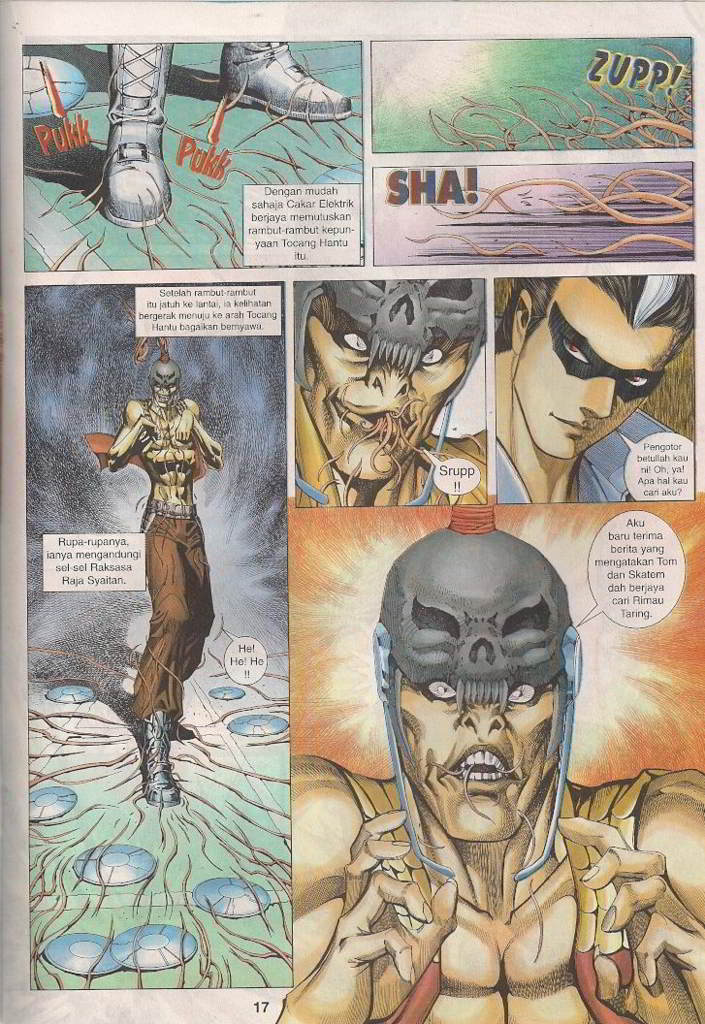 Pukk
Pukk
Dengan mudah
sahaja Cakar Elektrik
berjaya memutuskan
rambut-rambut kepun-
yaan Tocang Hantu
itu.
ZUPP!
SHA!
Setelah rambut-rambut
itu jatuh ke lantai, ia kelihatan
bergerak menuju ke arah Tocang
Hantu bagaikan bernyawa.
Rupa-rupanya,
ianya mengandungi
sel-sel Raksasa
Raja Syaitan.
He!
He! He
!!
Srupp
!!
Pengotor
betullah kau
ni! Oh, ya!
Apa hal kau
cari aku?
Aku
baru terima
berita yang
mengatakan Tom
dan Skatem
dah berjaya
cari Rimau
Taring.
17